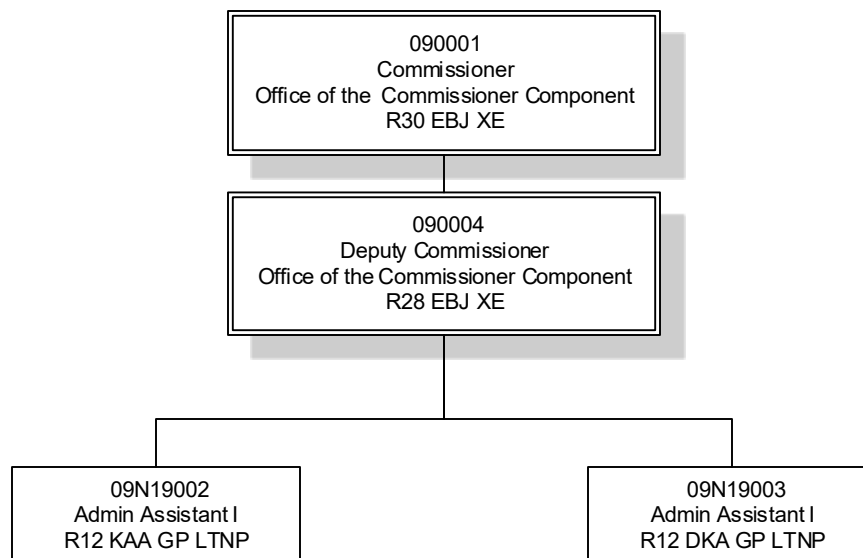 090001
Commissioner
Office of the Commissioner Component
R30 EBJ XE
090004
Deputy Commissioner
Office of the Commissioner Component
R28 EBJ XE
09N19002
Admin Assistant I
R12 KAA GP LTNP
09N19003
Admin Assistant I
R12 DKA GP LTNP